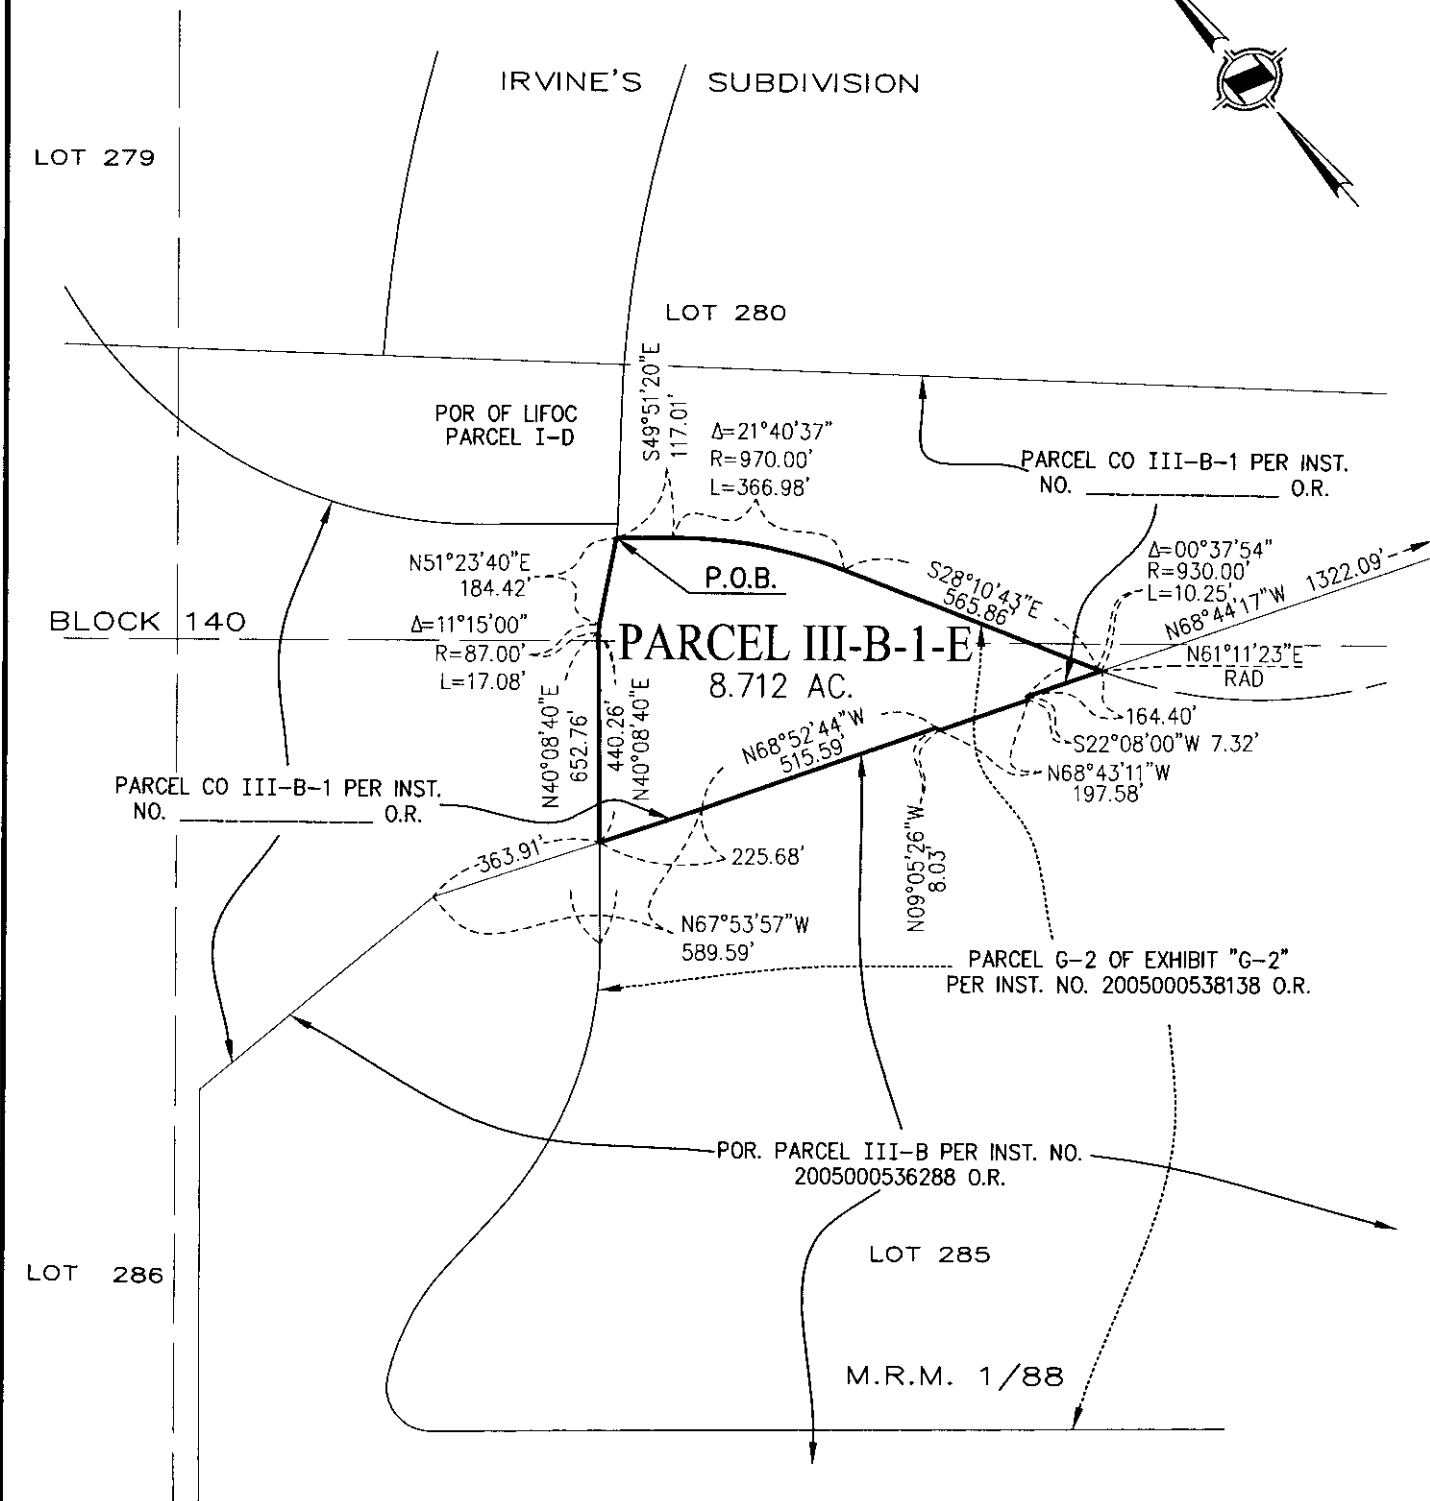 IRVINE'S SUBDIVISION
LOT 279
LOT 280
POR OF LIFOC
PARCEL I-D
S49°51'20"E
117.01'
Δ=21°40'37"
R=970.00'
L=366.98'
PARCEL CO III-B-1 PER INST.
NO. ____________ O.R.
N51°23'40"E
184.42'
P.O.B.
S28°10'43"E
565.86'
Δ=00°37'54"
R=930.00'
L=10.25'
N68°44'17"W 1322.09'
BLOCK 140
Δ=11°15'00"
R=87.00'
L=17.08'
PARCEL III-B-1-E
8.712 AC.
N61°11'23"E
RAD
N40°08'40"E
652.76'
440.26'
N40°08'40"E
N68°52'44"W
515.59'
164.40'
S22°08'00"W 7.32'
N68°43'11"W
197.58'
PARCEL CO III-B-1 PER INST.
NO. ____________ O.R.
363.91'
225.68'
N09°05'26"W
8.03'
N67°53'57"W
589.59'
PARCEL G-2 OF EXHIBIT "G-2"
PER INST. NO. 2005000538138 O.R.
POR. PARCEL III-B PER INST. NO.
2005000536288 O.R.
LOT 285
LOT 286
M.R.M. 1/88